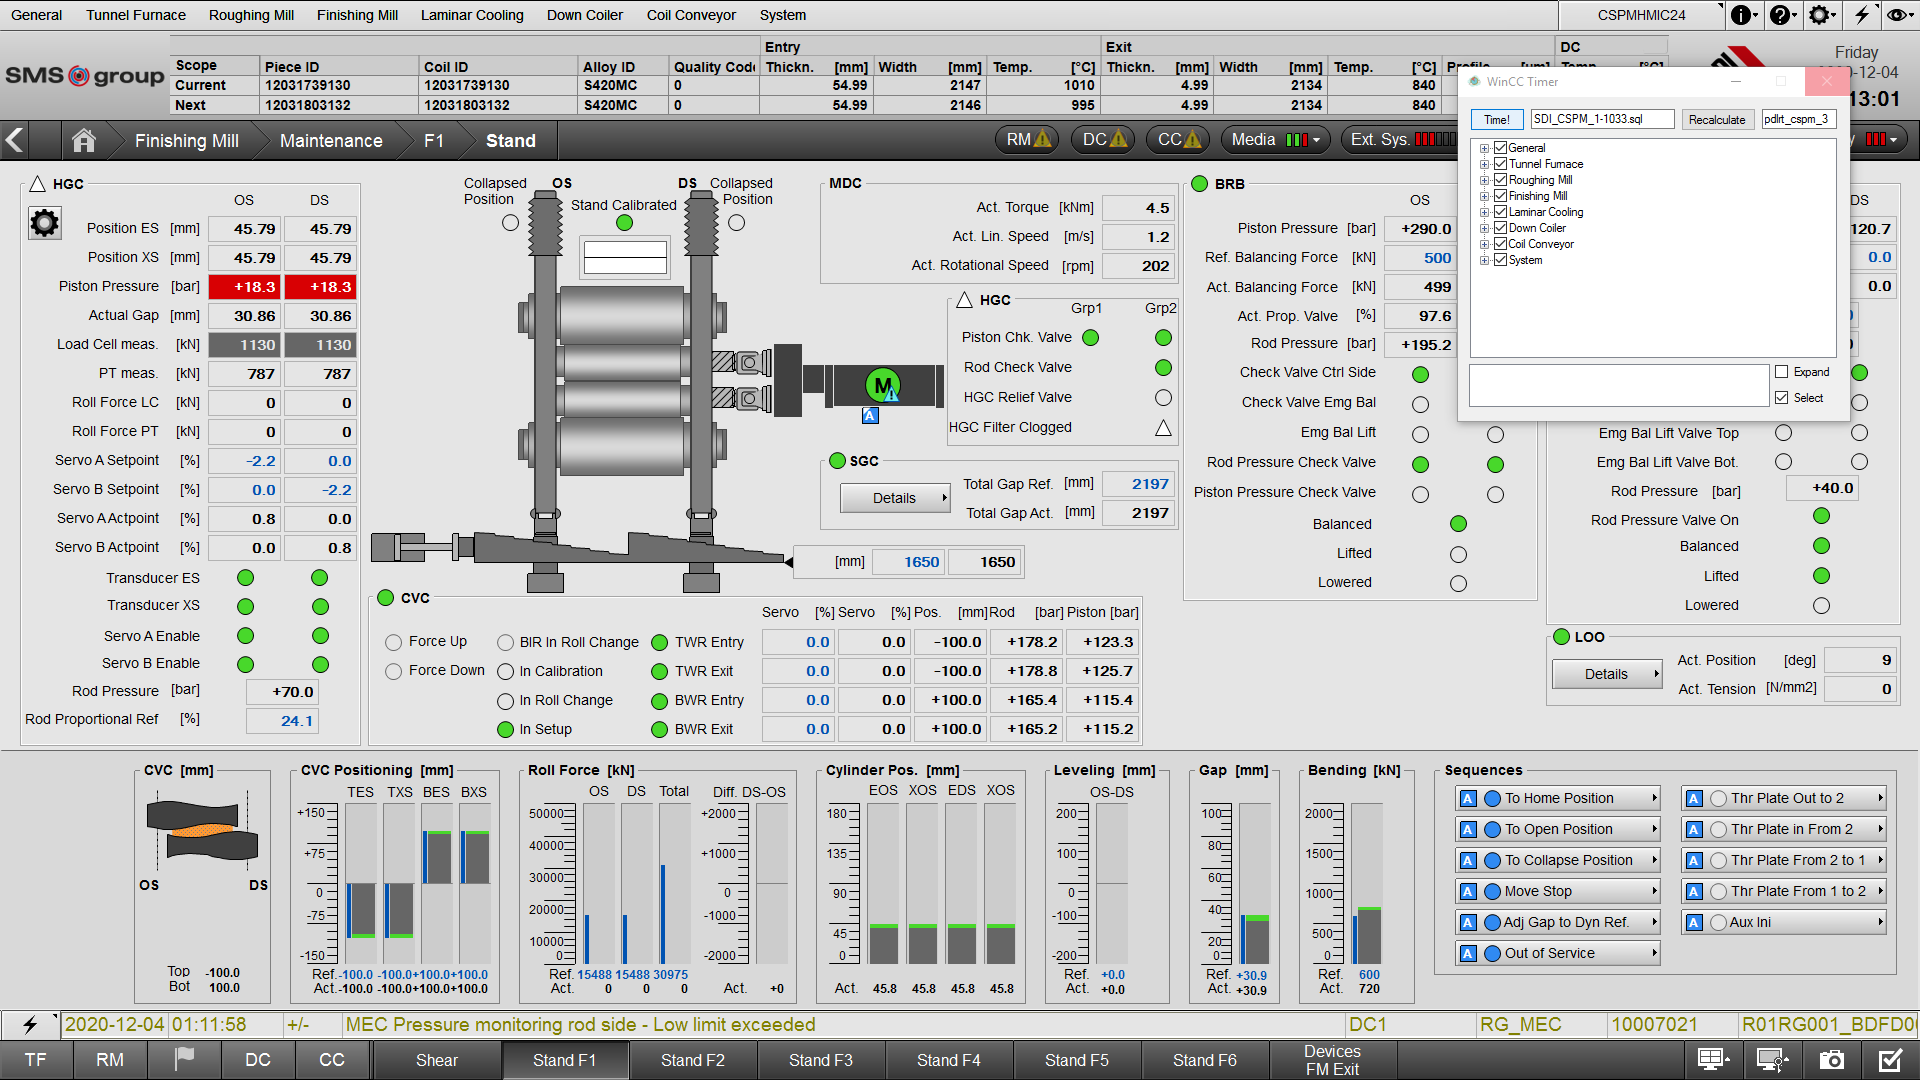 General Tunnel Furnace Roughing Mill Finishing Mill Laminar Cooling Down Coiler Coil Conveyor System CSPMHMIC24
SMS group
Entry Exit DC
Scope Piece ID Coil ID Alloy ID Quality Code Thickn. [mm] Width [mm] Temp. [°C] Thickn. [mm] Width [mm] Temp. [°C]
Current 12031739130 12031739130 S420MC 0 54.99 2147 1010 4.99 2134 840
Next 12031803132 12031803132 S420MC 0 54.99 2146 995 4.99 2134 840
Friday
13:01
Finishing Mill Maintenance F1 Stand RM DC CC Media Ext. Sys.
WinCC Timer
Time! SDI_CSPM_1-1033.sql Recalculate pdlrt_cspm_3
General
Tunnel Furnace
Roughing Mill
Finishing Mill
Laminar Cooling
Down Coiler
Coil Conveyor
System
Expand
Select
HGC
OS DS
Position ES [mm] 45.79 45.79
Position XS [mm] 45.79 45.79
Piston Pressure [bar] +18.3 +18.3
Actual Gap [mm] 30.86 30.86
Load Cell meas. [kN] 1130 1130
PT meas. [kN] 787 787
Roll Force LC [kN] 0 0
Roll Force PT [kN] 0 0
Servo A Setpoint [%] -2.2 0.0
Servo B Setpoint [%] 0.0 -2.2
Servo A Actpoint [%] 0.8 0.0
Servo B Actpoint [%] 0.0 0.8
Transducer ES
Transducer XS
Servo A Enable
Servo B Enable
Rod Pressure [bar] +70.0
Rod Proportional Ref [%] 24.1
Collapsed Position OS
Stand Calibrated
DS Collapsed Position
M
A
[mm] 1650 1650
MDC
Act. Torque [kNm] 4.5
Act. Lin. Speed [m/s] 1.2
Act. Rotational Speed [rpm] 202
HGC
Grp1 Grp2
Piston Chk. Valve
Rod Check Valve
HGC Relief Valve
HGC Filter Clogged
SGC
Details
Total Gap Ref. [mm] 2197
Total Gap Act. [mm] 2197
BRB
OS
Piston Pressure [bar] +290.0
Ref. Balancing Force [kN] 500
Act. Balancing Force [kN] 499
Act. Prop. Valve [%] 97.6
Rod Pressure [bar] +195.2
Check Valve Ctrl Side
Check Valve Emg Bal
Emg Bal Lift
Rod Pressure Check Valve
Piston Pressure Check Valve
Balanced
Lifted
Lowered
DS
120.7
0.0
0.0
Emg Bal Lift Valve Top
Emg Bal Lift Valve Bot.
Rod Pressure [bar] +40.0
Rod Pressure Valve On
Balanced
Lifted
Lowered
LOO
Details
Act. Position [deg] 9
Act. Tension [N/mm2] 0
CVC
Servo [%] Servo [%] Pos. [mm] Rod [bar] Piston [bar]
Force Up BIR In Roll Change TWR Entry 0.0 0.0 -100.0 +178.2 +123.3
Force Down In Calibration TWR Exit 0.0 0.0 -100.0 +178.8 +125.7
In Roll Change BWR Entry 0.0 0.0 +100.0 +165.4 +115.4
In Setup BWR Exit 0.0 0.0 +100.0 +165.2 +115.2
CVC [mm]
OS DS
Top -100.0
Bot 100.0
CVC Positioning [mm]
TES TXS BES BXS
+150
+75
0
-75
-150
Ref. -100.0 -100.0 +100.0 +100.0
Act. -100.0 -100.0 +100.0 +100.0
Roll Force [kN]
OS DS Total Diff. DS-OS
50000 +2000
40000 +1000
30000 0
20000 -1000
10000 -2000
0
Ref. 15488 15488 30975
Act. 0 0 0 Act. +0
Cylinder Pos. [mm]
EOS XOS EDS XOS
180
135
90
45
0
Act. 45.8 45.8 45.8 45.8
Leveling [mm]
OS-DS
200
100
0
-100
-200
Ref. +0.0
Act. +0.0
Gap [mm]
100
80
60
40
20
0
Ref. +30.9
Act. +30.9
Bending [kN]
2000
1500
1000
500
0
Ref. 600
Act. 720
Sequences
A To Home Position A Thr Plate Out to 2
A To Open Position A Thr Plate in From 2
A To Collapse Position A Thr Plate From 2 to 1
A Move Stop A Thr Plate From 1 to 2
A Adj Gap to Dyn Ref. A Aux Ini
A Out of Service
2020-12-04 01:11:58 +/- MEC Pressure monitoring rod side - Low limit exceeded DC1 RG_MEC 10007021
TF RM DC CC Shear Stand F1 Stand F2 Stand F3 Stand F4 Stand F5 Stand F6 Devices FM Exit